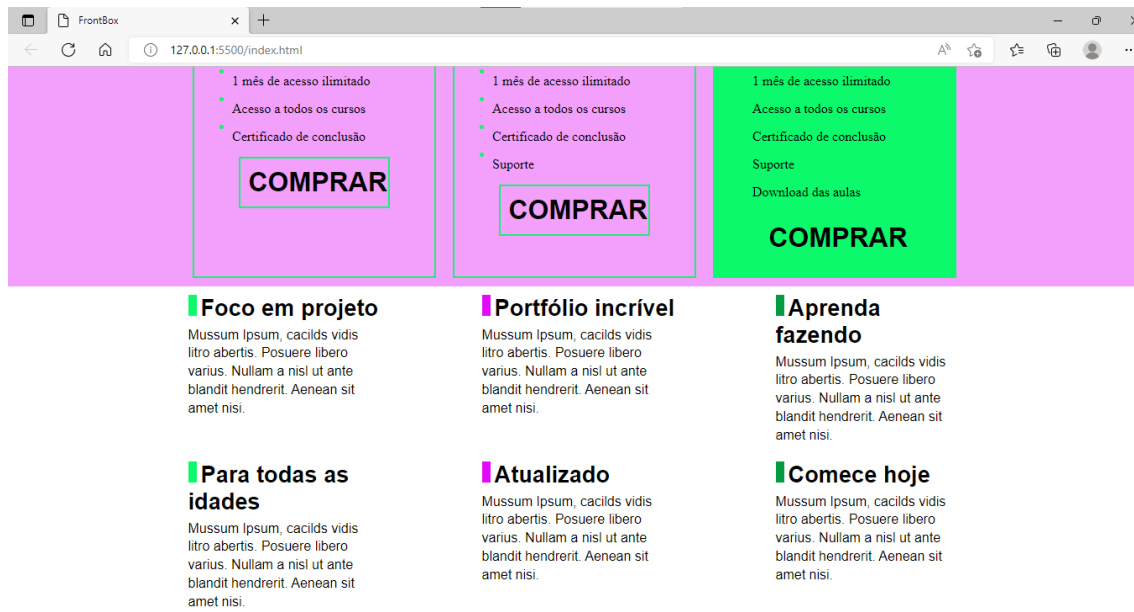 FrontBox
127.0.0.1:5500/index.html
1 mês de acesso ilimitado
Acesso a todos os cursos
Certificado de conclusão
COMPRAR
1 mês de acesso ilimitado
Acesso a todos os cursos
Certificado de conclusão
Suporte
COMPRAR
1 mês de acesso ilimitado
Acesso a todos os cursos
Certificado de conclusão
Suporte
Download das aulas
COMPRAR
Foco em projeto
Mussum Ipsum, cacilds vidis
litro abertis. Posuere libero
varius. Nullam a nisl ut ante
blandit hendrerit. Aenean sit
amet nisi.
Portfólio incrível
Mussum Ipsum, cacilds vidis
litro abertis. Posuere libero
varius. Nullam a nisl ut ante
blandit hendrerit. Aenean sit
amet nisi.
Aprenda
fazendo
Mussum Ipsum, cacilds vidis
litro abertis. Posuere libero
varius. Nullam a nisl ut ante
blandit hendrerit. Aenean sit
amet nisi.
Para todas as
idades
Mussum Ipsum, cacilds vidis
litro abertis. Posuere libero
varius. Nullam a nisl ut ante
blandit hendrerit. Aenean sit
amet nisi.
Atualizado
Mussum Ipsum, cacilds vidis
litro abertis. Posuere libero
varius. Nullam a nisl ut ante
blandit hendrerit. Aenean sit
amet nisi.
Comece hoje
Mussum Ipsum, cacilds vidis
litro abertis. Posuere libero
varius. Nullam a nisl ut ante
blandit hendrerit. Aenean sit
amet nisi.